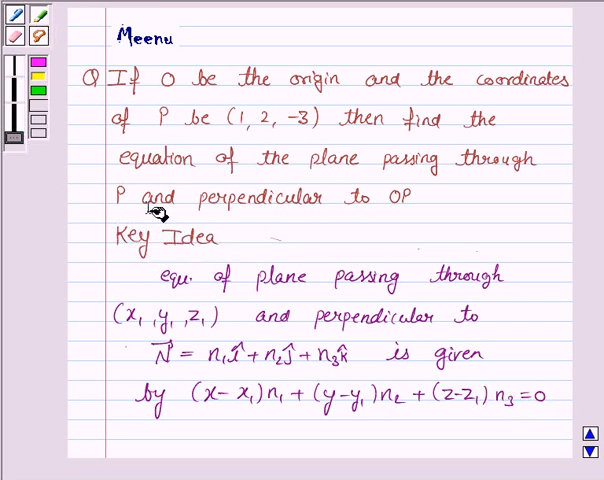 Meenu
Q If O be the origin and the coordinates
of P be (1, 2, -3) then find the
equation of the plane passing through
P and perpendicular to OP
Key Idea
equ. of plane passing through
(x₁, y₁, z₁) and perpendicular to
N⃗ = n₁î + n₂ĵ + n₃k̂ is given
by (x - x₁)n₁ + (y - y₁)n₂ + (z - z₁)n₃ = 0